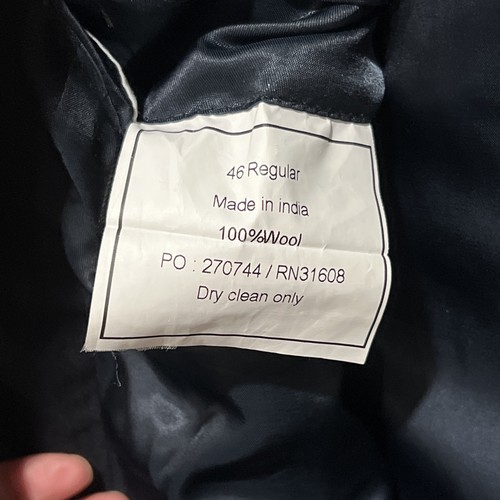 46 Regular
Made in india
100%Wool
PO : 270744 / RN31608
Dry clean only